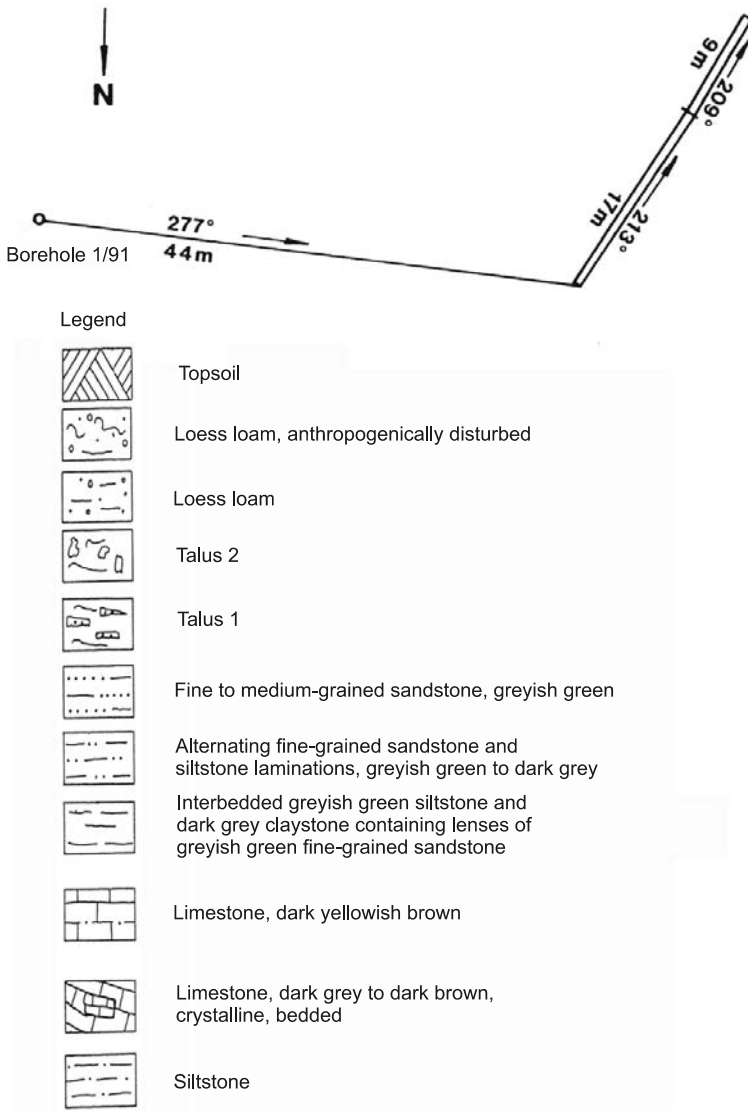 N
9m
209°
17m
213°
277°
44m
Borehole 1/91
Legend
Topsoil
Loess loam, anthropogenically disturbed
Loess loam
Talus 2
Talus 1
Fine to medium-grained sandstone, greyish green
Alternating fine-grained sandstone and
siltstone laminations, greyish green to dark grey
Interbedded greyish green siltstone and
dark grey claystone containing lenses of
greyish green fine-grained sandstone
Limestone, dark yellowish brown
Limestone, dark grey to dark brown,
crystalline, bedded
Siltstone